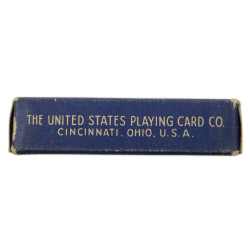 THE UNITED STATES PLAYING CARD CO.
CINCINNATI, OHIO, U.S.A.